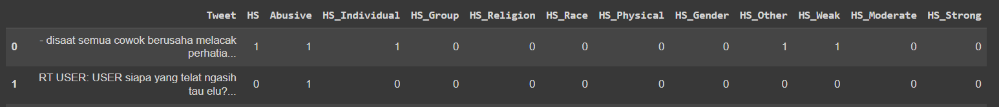 Tweet HS Abusive HS_Individual HS_Group HS_Religion HS_Race HS_Physical HS_Gender HS_Other HS_Weak HS_Moderate HS_Strong
0 - disaat semua cowok berusaha melacak perhatia... 1 1 1 0 0 0 0 0 1 1 0 0
1 RT USER: USER siapa yang telat ngasih tau elu?... 0 1 0 0 0 0 0 0 0 0 0 0